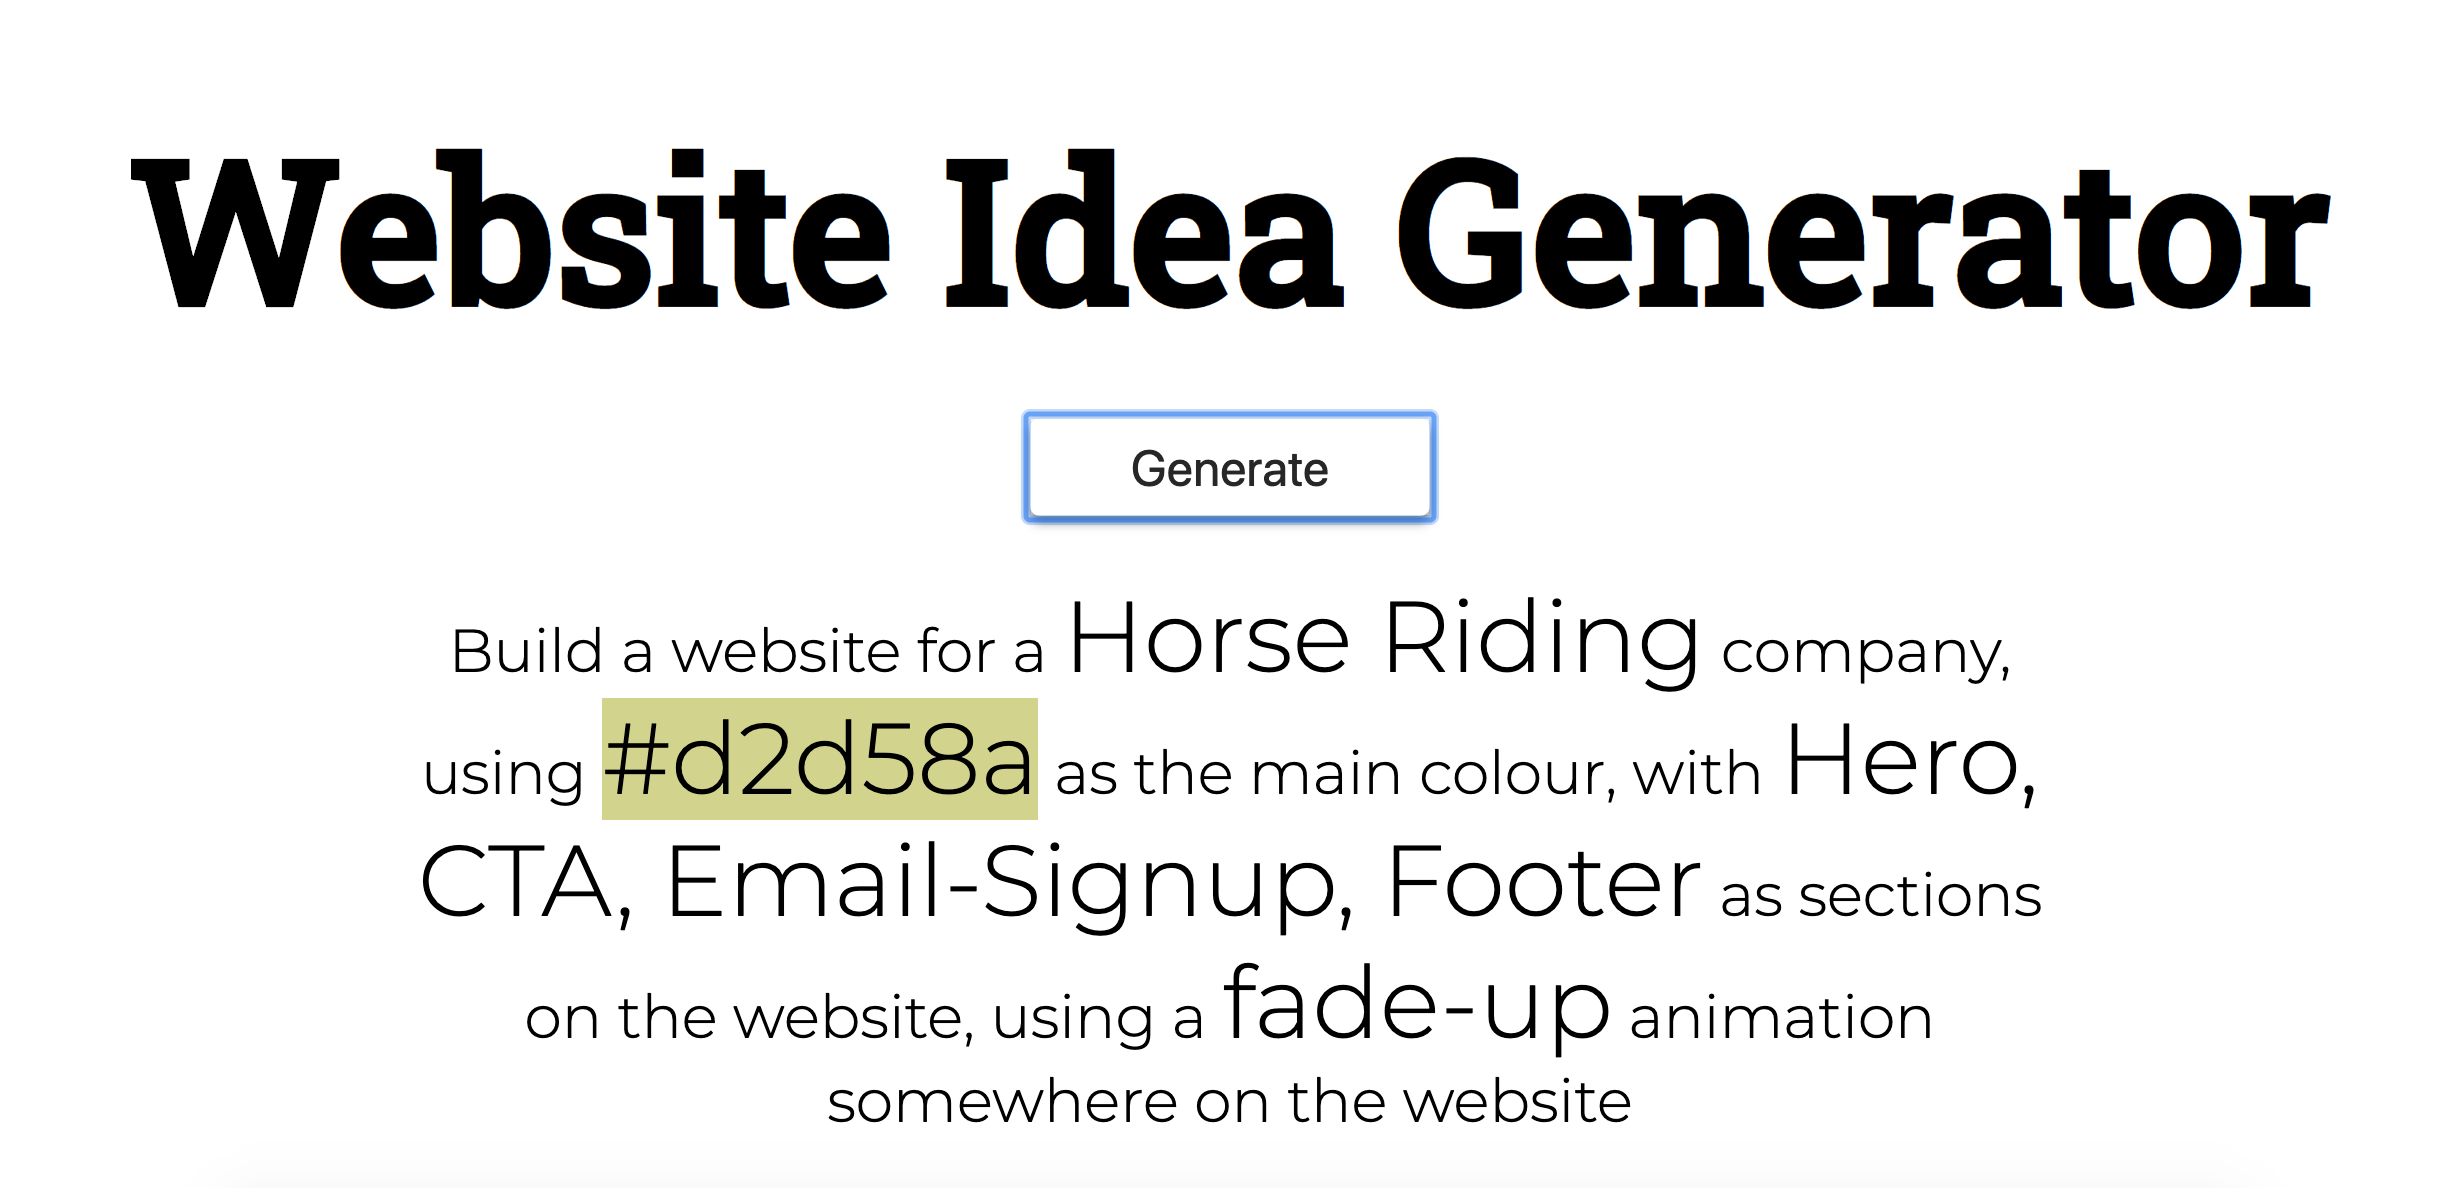 Website Idea Generator
Generate
Build a website for a Horse Riding company,
using #d2d58a as the main colour, with Hero,
CTA, Email-Signup, Footer as sections
on the website, using a fade-up animation
somewhere on the website